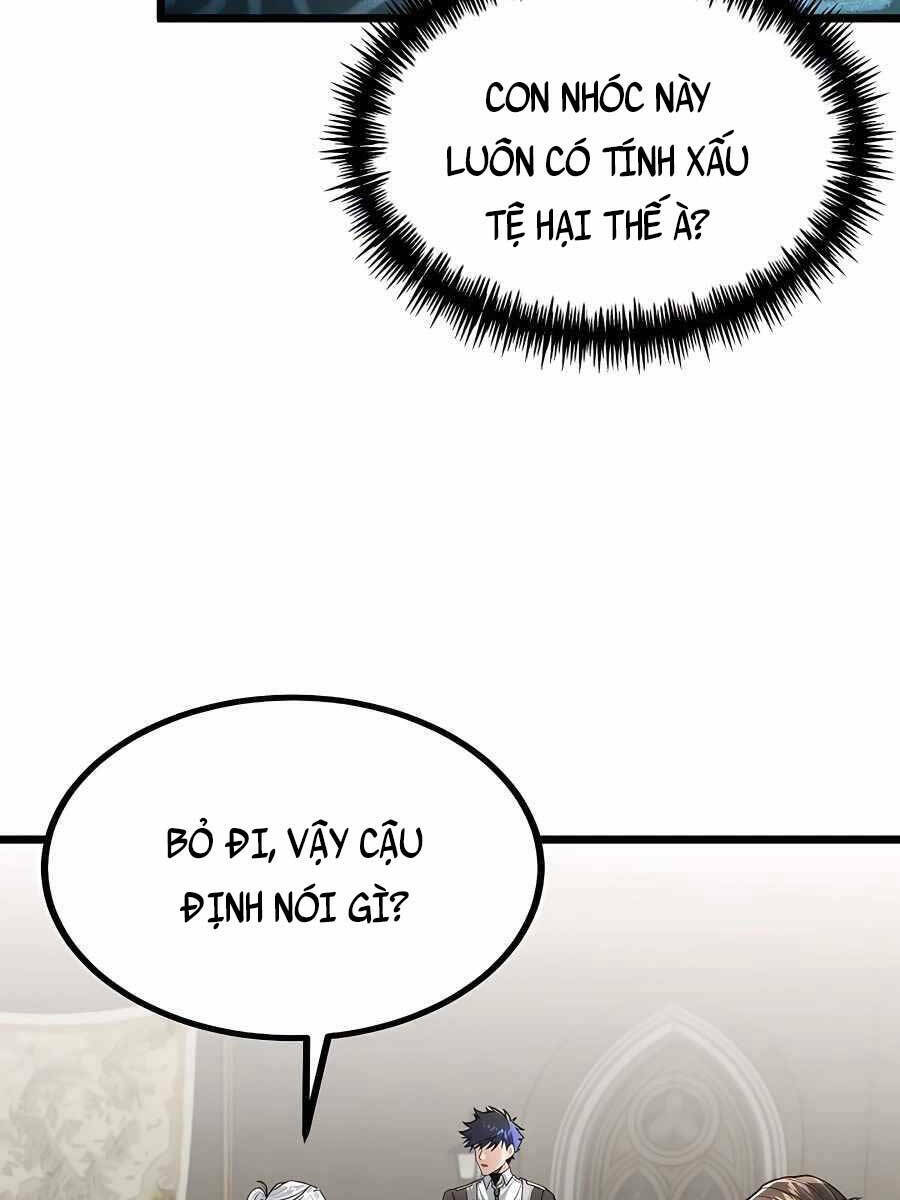 CON NHÓC NÀY
LUÔN CÓ TÍNH XẤU
TỆ HẠI THẾ À?
BỎ ĐI, VẬY CẬU
ĐỊNH NÓI GÌ?